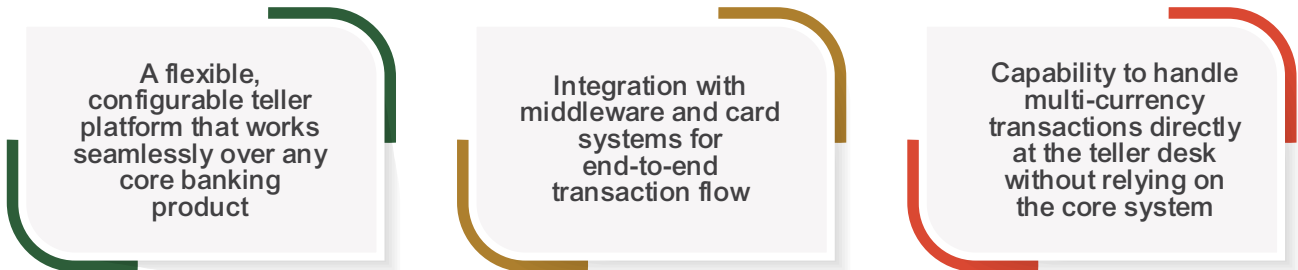 A flexible,
configurable teller
platform that works
seamlessly over any
core banking
product
Integration with
middleware and card
systems for
end-to-end
transaction flow
Capability to handle
multi-currency
transactions directly
at the teller desk
without relying on
the core system